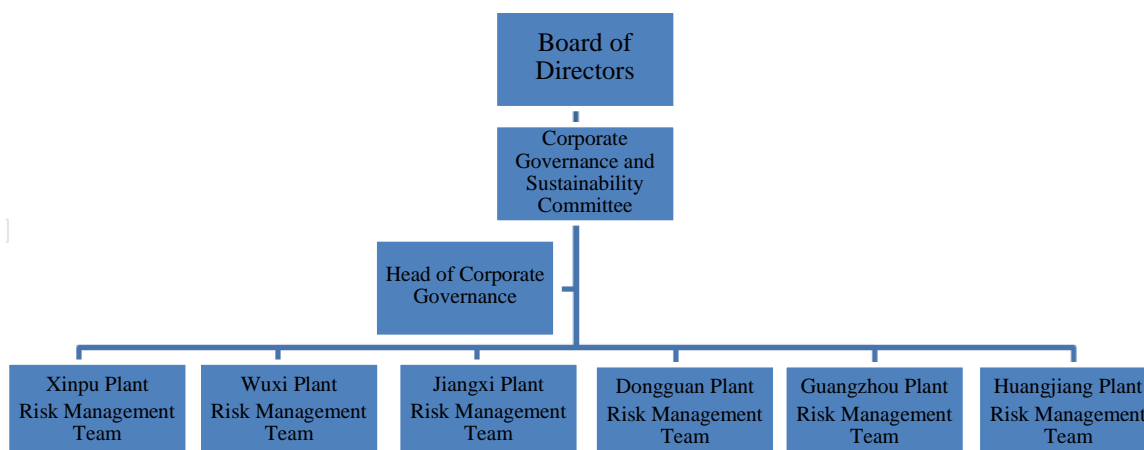 Board of
Directors
Corporate
Governance and
Sustainability
Committee
Head of Corporate
Governance
Xinpu Plant
Risk Management
Team
Wuxi Plant
Risk Management
Team
Jiangxi Plant
Risk Management
Team
Dongguan Plant
Risk Management
Team
Guangzhou Plant
Risk Management
Team
Huangjiang Plant
Risk Management
Team